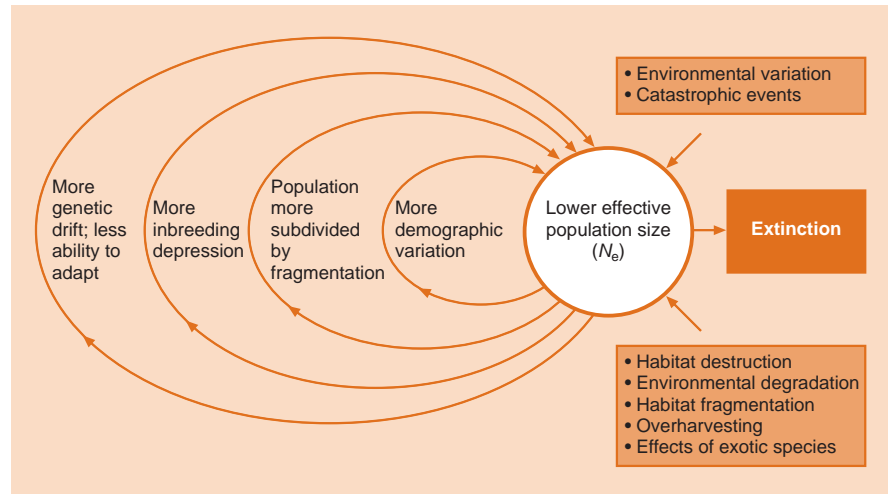 More
genetic
drift; less
ability to
adapt
More
inbreeding
depression
Population
more
subdivided
by
fragmentation
More
demographic
variation
Lower effective
population size
(Ne)
• Environmental variation
• Catastrophic events
Extinction
• Habitat destruction
• Environmental degradation
• Habitat fragmentation
• Overharvesting
• Effects of exotic species